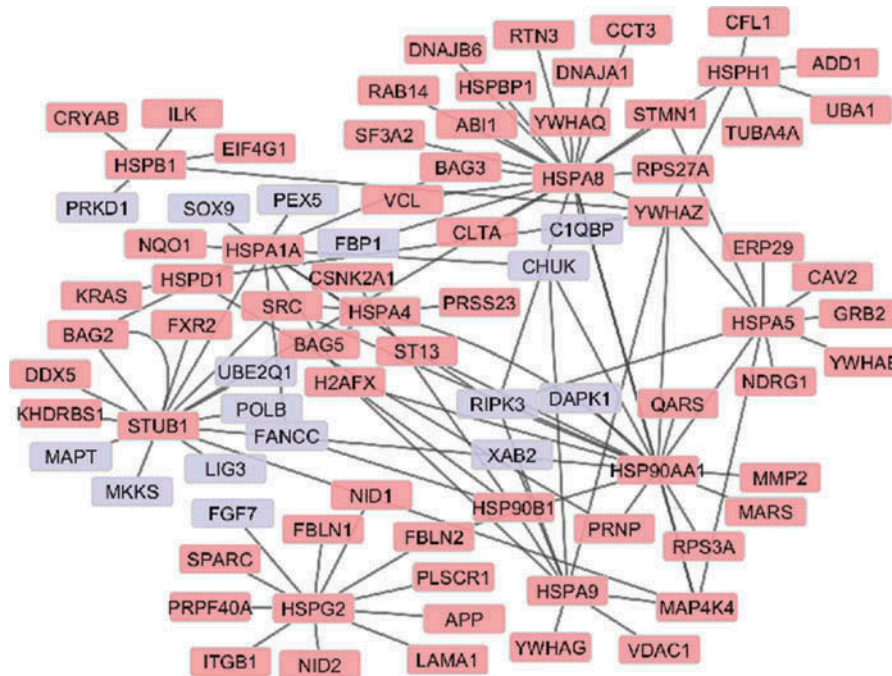 CFL1
RTN3
CCT3
DNAJB6
ADD1
DNAJA1
HSPH1
HSPBP1
RAB14
CRYAB
ILK
UBA1
STMN1
ABI1
YWHAQ
TUBA4A
SF3A2
EIF4G1
HSPB1
BAG3
HSPA8
RPS27A
PEX5
PRKD1
SOX9
VCL
YWHAZ
C1QBP
CLTA
NQO1
HSPA1A
FBP1
ERP29
CHUK
HSPD1
CSNK2A1
CAV2
KRAS
SRC
HSPA4
PRSS23
GRB2
HSPA5
BAG2
FXR2
BAG5
ST13
YWHAE
UBE2Q1
DDX5
H2AFX
NDRG1
RIPK3
DAPK1
QARS
KHDRBS1
POLB
STUB1
FANCC
MAPT
XAB2
LIG3
HSP90AA1
MMP2
MKKS
NID1
HSP90B1
MARS
FGF7
FBLN1
FBLN2
PRNP
RPS3A
SPARC
PLSCR1
HSPA9
PRPF40A
HSPG2
MAP4K4
APP
YWHAG
VDAC1
ITGB1
NID2
LAMA1